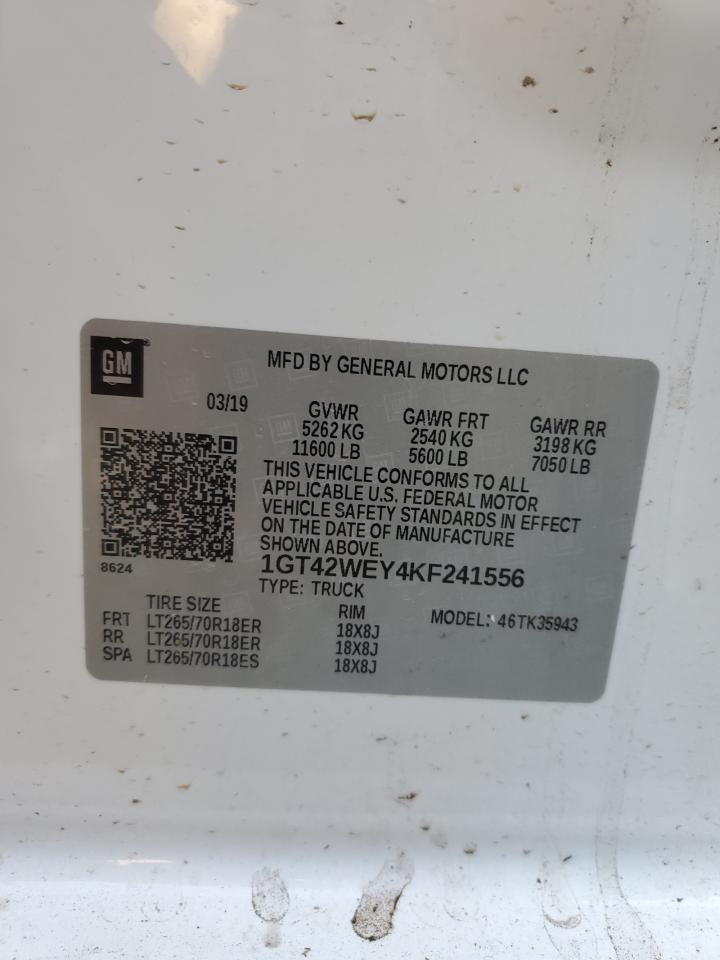 GM
MFD BY GENERAL MOTORS LLC
03/19
GVWR GAWR FRT GAWR RR
5262 KG 2540 KG 3198 KG
11600 LB 5600 LB 7050 LB
THIS VEHICLE CONFORMS TO ALL
APPLICABLE U.S. FEDERAL MOTOR
VEHICLE SAFETY STANDARDS IN EFFECT
ON THE DATE OF MANUFACTURE
SHOWN ABOVE.
8624
1GT42WEY4KF241556
TYPE: TRUCK
TIRE SIZE RIM MODEL: 46TK35943
FRT LT265/70R18ER 18X8J
RR LT265/70R18ER 18X8J
SPA LT265/70R18ES 18X8J